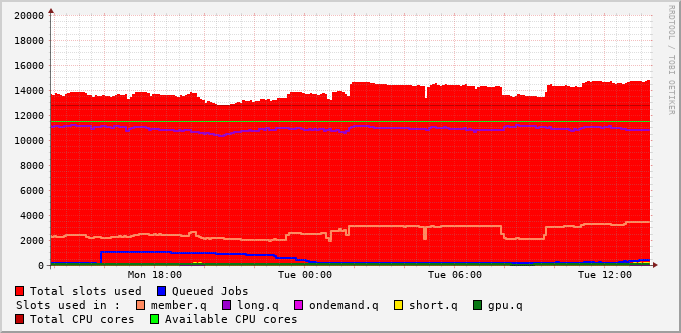 20000
18000
16000
14000
12000
10000
8000
6000
4000
2000
0
Mon 18:00 Tue 00:00 Tue 06:00 Tue 12:00
RRDTOOL / TOBI OETIKER
Total slots used Queued Jobs
Slots used in : member.q long.q ondemand.q short.q gpu.q
Total CPU cores Available CPU cores